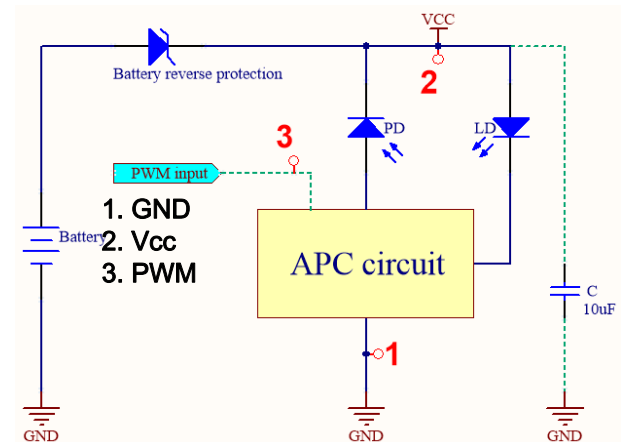 VCC
Battery reverse protection
2
PD
LD
3
PWM input
1. GND
2. Vcc
3. PWM
Battery
APC circuit
C
10uF
1
GND
GND
GND